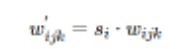 w'_{ijk} = s_i · w_{ijk}